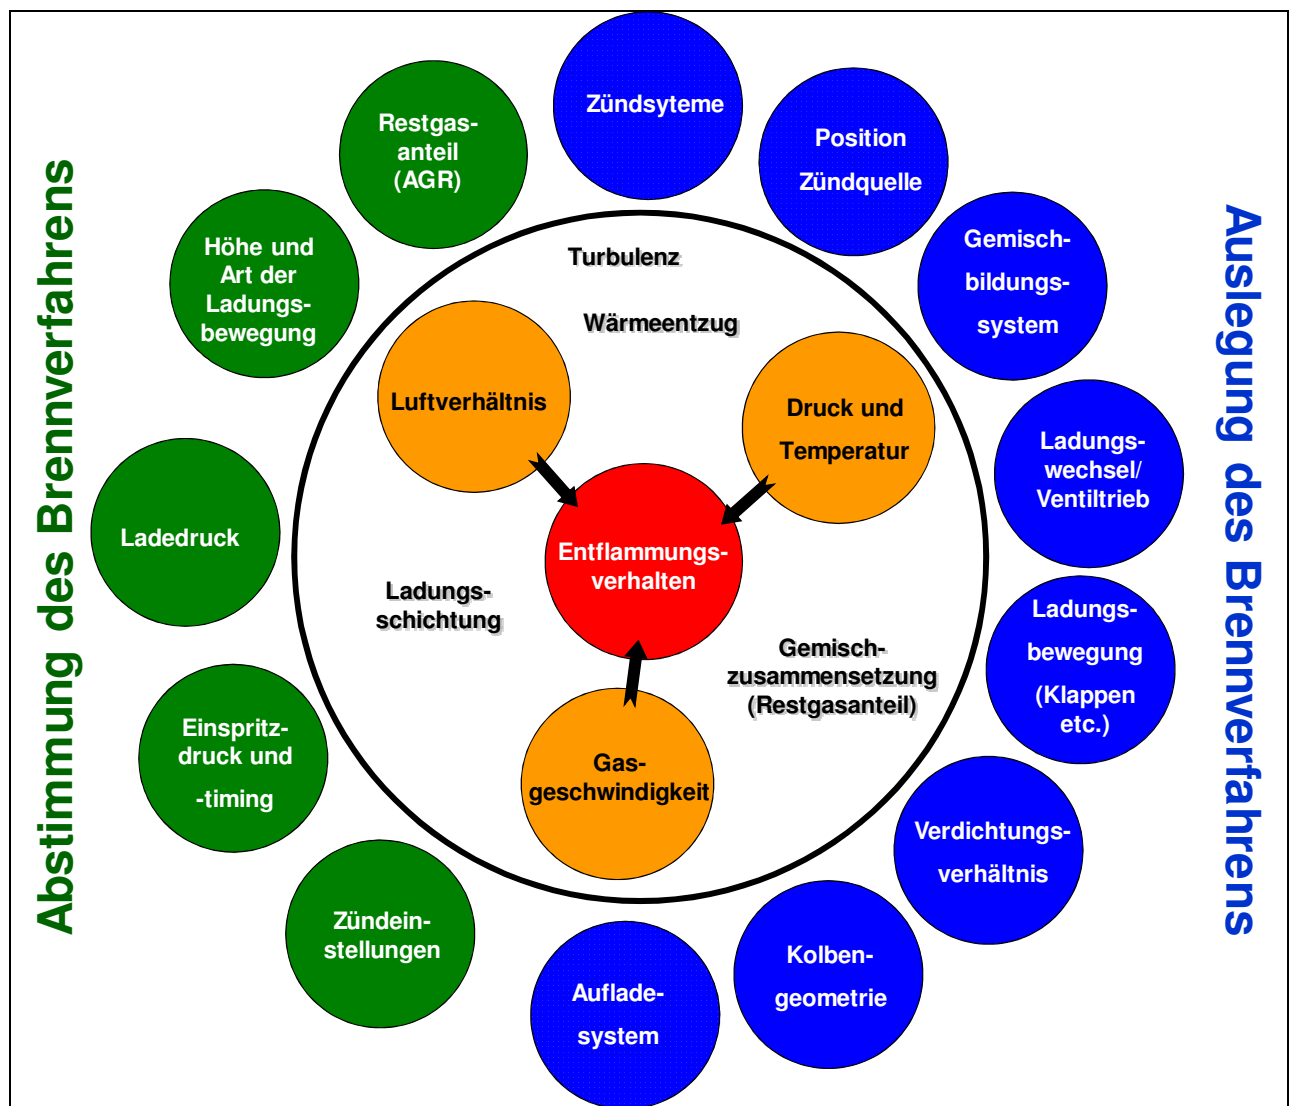 Abstimmung des Brennverfahrens
Auslegung des Brennverfahrens
Zündsyteme
Position
Zündquelle
Gemisch-
bildungs-
system
Ladungs-
wechsel/
Ventiltrieb
Ladungs-
bewegung
(Klappen
etc.)
Verdichtungs-
verhältnis
Kolben-
geometrie
Auflade-
system
Zündein-
stellungen
Einspritz-
druck und
-timing
Ladedruck
Höhe und
Art der
Ladungs-
bewegung
Restgas-
anteil
(AGR)
Turbulenz
Wärmeentzug
Luftverhältnis
Druck und
Temperatur
Entflammungs-
verhalten
Ladungs-
schichtung
Gemisch-
zusammensetzung
(Restgasanteil)
Gas-
geschwindigkeit